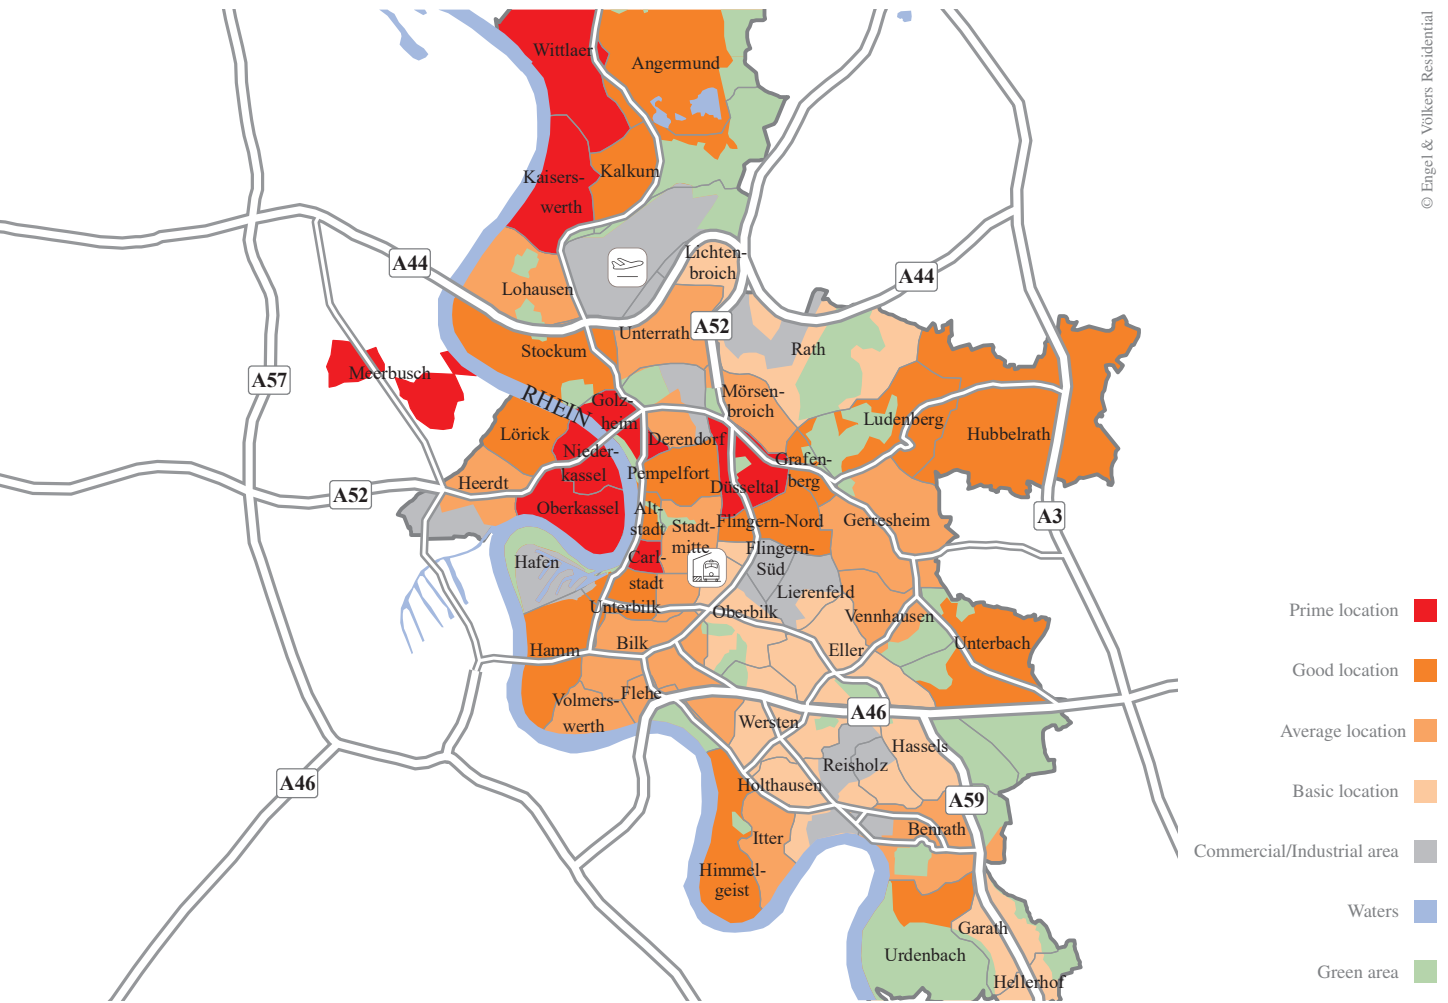 Wittlaer
Angermund
© Engel & Völkers Residential
Kaisers-
werth
Kalkum
A44
Lichten-
broich
A44
Lohausen
Unterrath
A52
Stockum
Rath
Meerbusch
A57
RHEIN
Golz-
heim
Mörsen-
broich
Ludenberg
Hubbelrath
Lörick
Derendorf
Nieder-
kassel
Grafen-
berg
Pempelfort
Düsseltal
Heerdt
A52
Oberkassel
Alt-
stadt
Stadt-
mitte
Flingern-Nord
Gerresheim
A3
Hafen
Carl-
stadt
Flingern-
Süd
Lierenfeld
Unterbilk
Oberbilk
Vennhausen
Prime location
Hamm
Bilk
Eller
Unterbach
Good location
Volmers-
werth
Flehe
Wersten
A46
Average location
Hassels
Reisholz
A46
Holthausen
A59
Basic location
Itter
Benrath
Commercial/Industrial area
Himmel-
geist
Waters
Garath
Urdenbach
Hellerhof
Green area